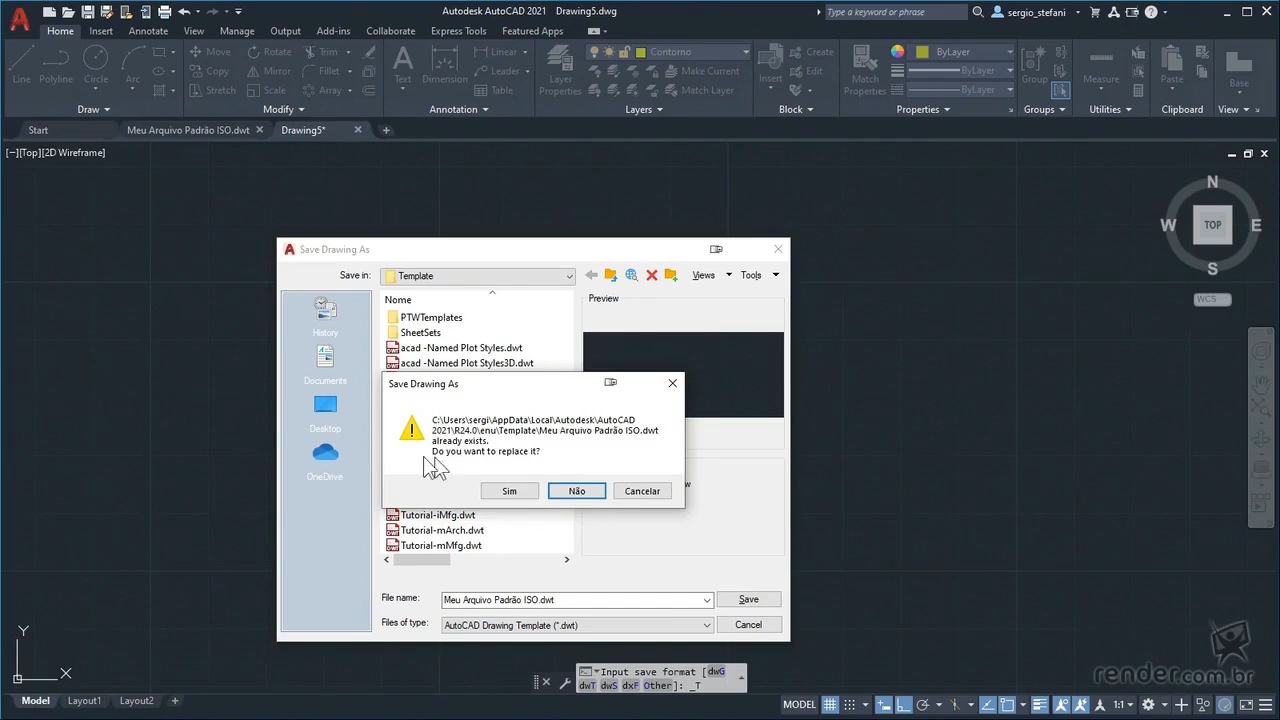 Autodesk AutoCAD 2021 Drawing5.dwg
Type a keyword or phrase
sergio_stefani
Home Insert Annotate View Manage Output Add-ins Collaborate Express Tools Featured Apps
Line
Polyline
Circle
Arc
Move
Rotate
Trim
Copy
Mirror
Fillet
Stretch
Scale
Array
Text
Dimension
Linear
Leader
Table
Layer
Properties
Contorno
Make Current
Match Layer
Insert
Create
Edit
Match
Properties
ByLayer
ByLayer
ByLayer
Group
Measure
Paste
Base
Draw Modify Annotation Layers Block Properties Groups Utilities Clipboard View
Start Meu Arquivo Padrão ISO.dwt Drawing5*
[−][Top][2D Wireframe]
N
W TOP E
S
WCS
Save Drawing As
Save in: Template
Views Tools
History
Documents
Desktop
OneDrive
Nome
PTWTemplates
SheetSets
acad -Named Plot Styles.dwt
acad -Named Plot Styles3D.dwt
Preview
Save Drawing As
C:\Users\sergi\AppData\Local\Autodesk\AutoCAD
2021\R24.0\enu\Template\Meu Arquivo Padrão ISO.dwt
already exists.
Do you want to replace it?
Sim Não Cancelar
Tutorial-iMfg.dwt
Tutorial-mArch.dwt
Tutorial-mMfg.dwt
File name: Meu Arquivo Padrão ISO.dwt Save
Files of type: AutoCAD Drawing Template (*.dwt) Cancel
Y
X
Input save format [dwG
dwT dwS dxF Other]: _T
render.com.br
Model Layout1 Layout2
MODEL 1:1